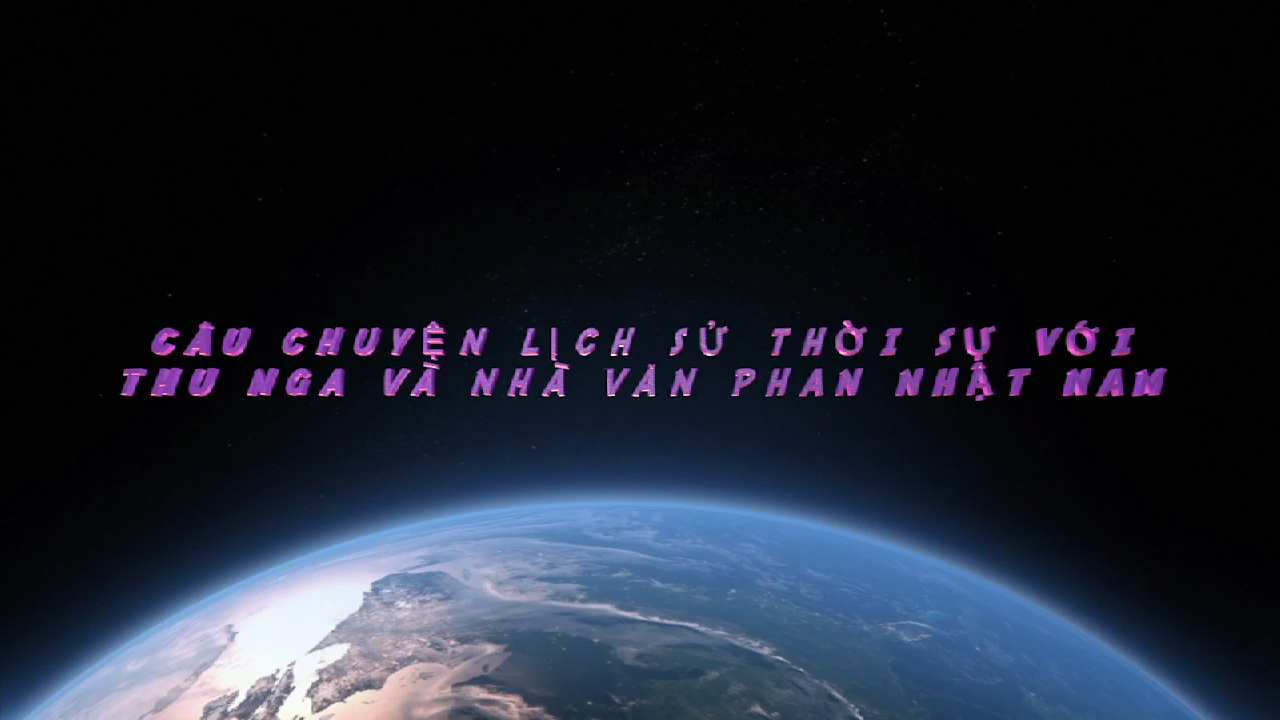 CÂU CHUYỆN LỊCH SỬ THỜI SỰ VỚI
THU NGA VÀ NHÀ VĂN PHAN NHẬT NAM